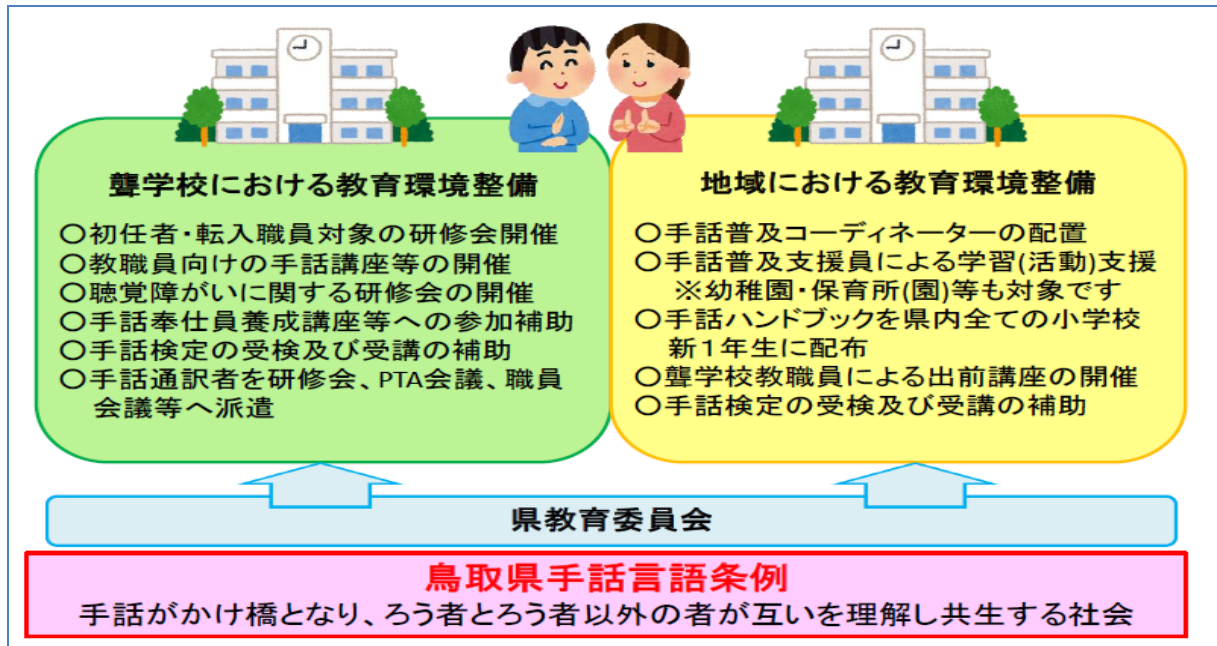 聾学校における教育環境整備
○初任者・転入職員対象の研修会開催
○教職員向けの手話講座等の開催
○聴覚障がいに関する研修会の開催
○手話奉仕員養成講座等への参加補助
○手話検定の受検及び受講の補助
○手話通訳者を研修会、PTA会議、職員
会議等へ派遣
地域における教育環境整備
○手話普及コーディネーターの配置
○手話普及支援員による学習(活動)支援
※幼稚園・保育所(園)等も対象です
○手話ハンドブックを県内全ての小学校
新１年生に配布
○聾学校教職員による出前講座の開催
○手話検定の受検及び受講の補助
県教育委員会
鳥取県手話言語条例
手話がかけ橋となり、ろう者とろう者以外の者が互いを理解し共生する社会